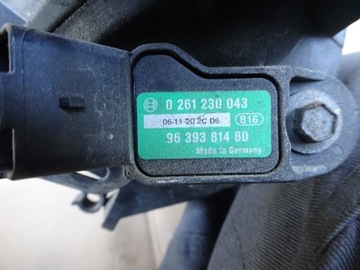 0 261 230 043
06-11-20 2C D6 816
96 393 814 80
Made in Germany